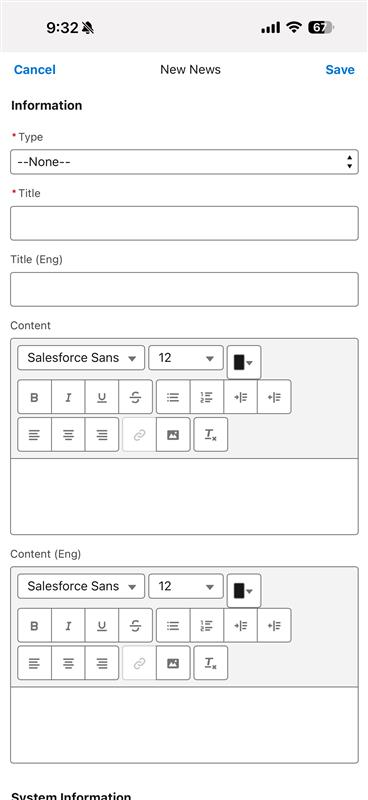 9:32
67
Cancel
New News
Save
Information
* Type
--None--
* Title
Title (Eng)
Content
Salesforce Sans
12
B I U S
Content (Eng)
Salesforce Sans
12
B I U S
System Information